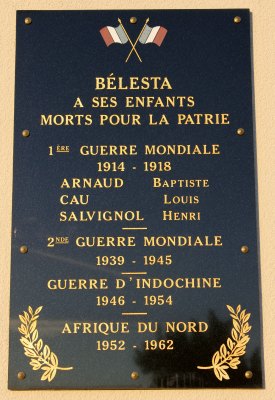 BÉLESTA
A SES ENFANTS
MORTS POUR LA PATRIE
1ÈRE GUERRE MONDIALE
1914 - 1918
ARNAUD BAPTISTE
CAU LOUIS
SALVIGNOL HENRI
2NDE GUERRE MONDIALE
1939 - 1945
GUERRE D'INDOCHINE
1946 - 1954
AFRIQUE DU NORD
1952 - 1962